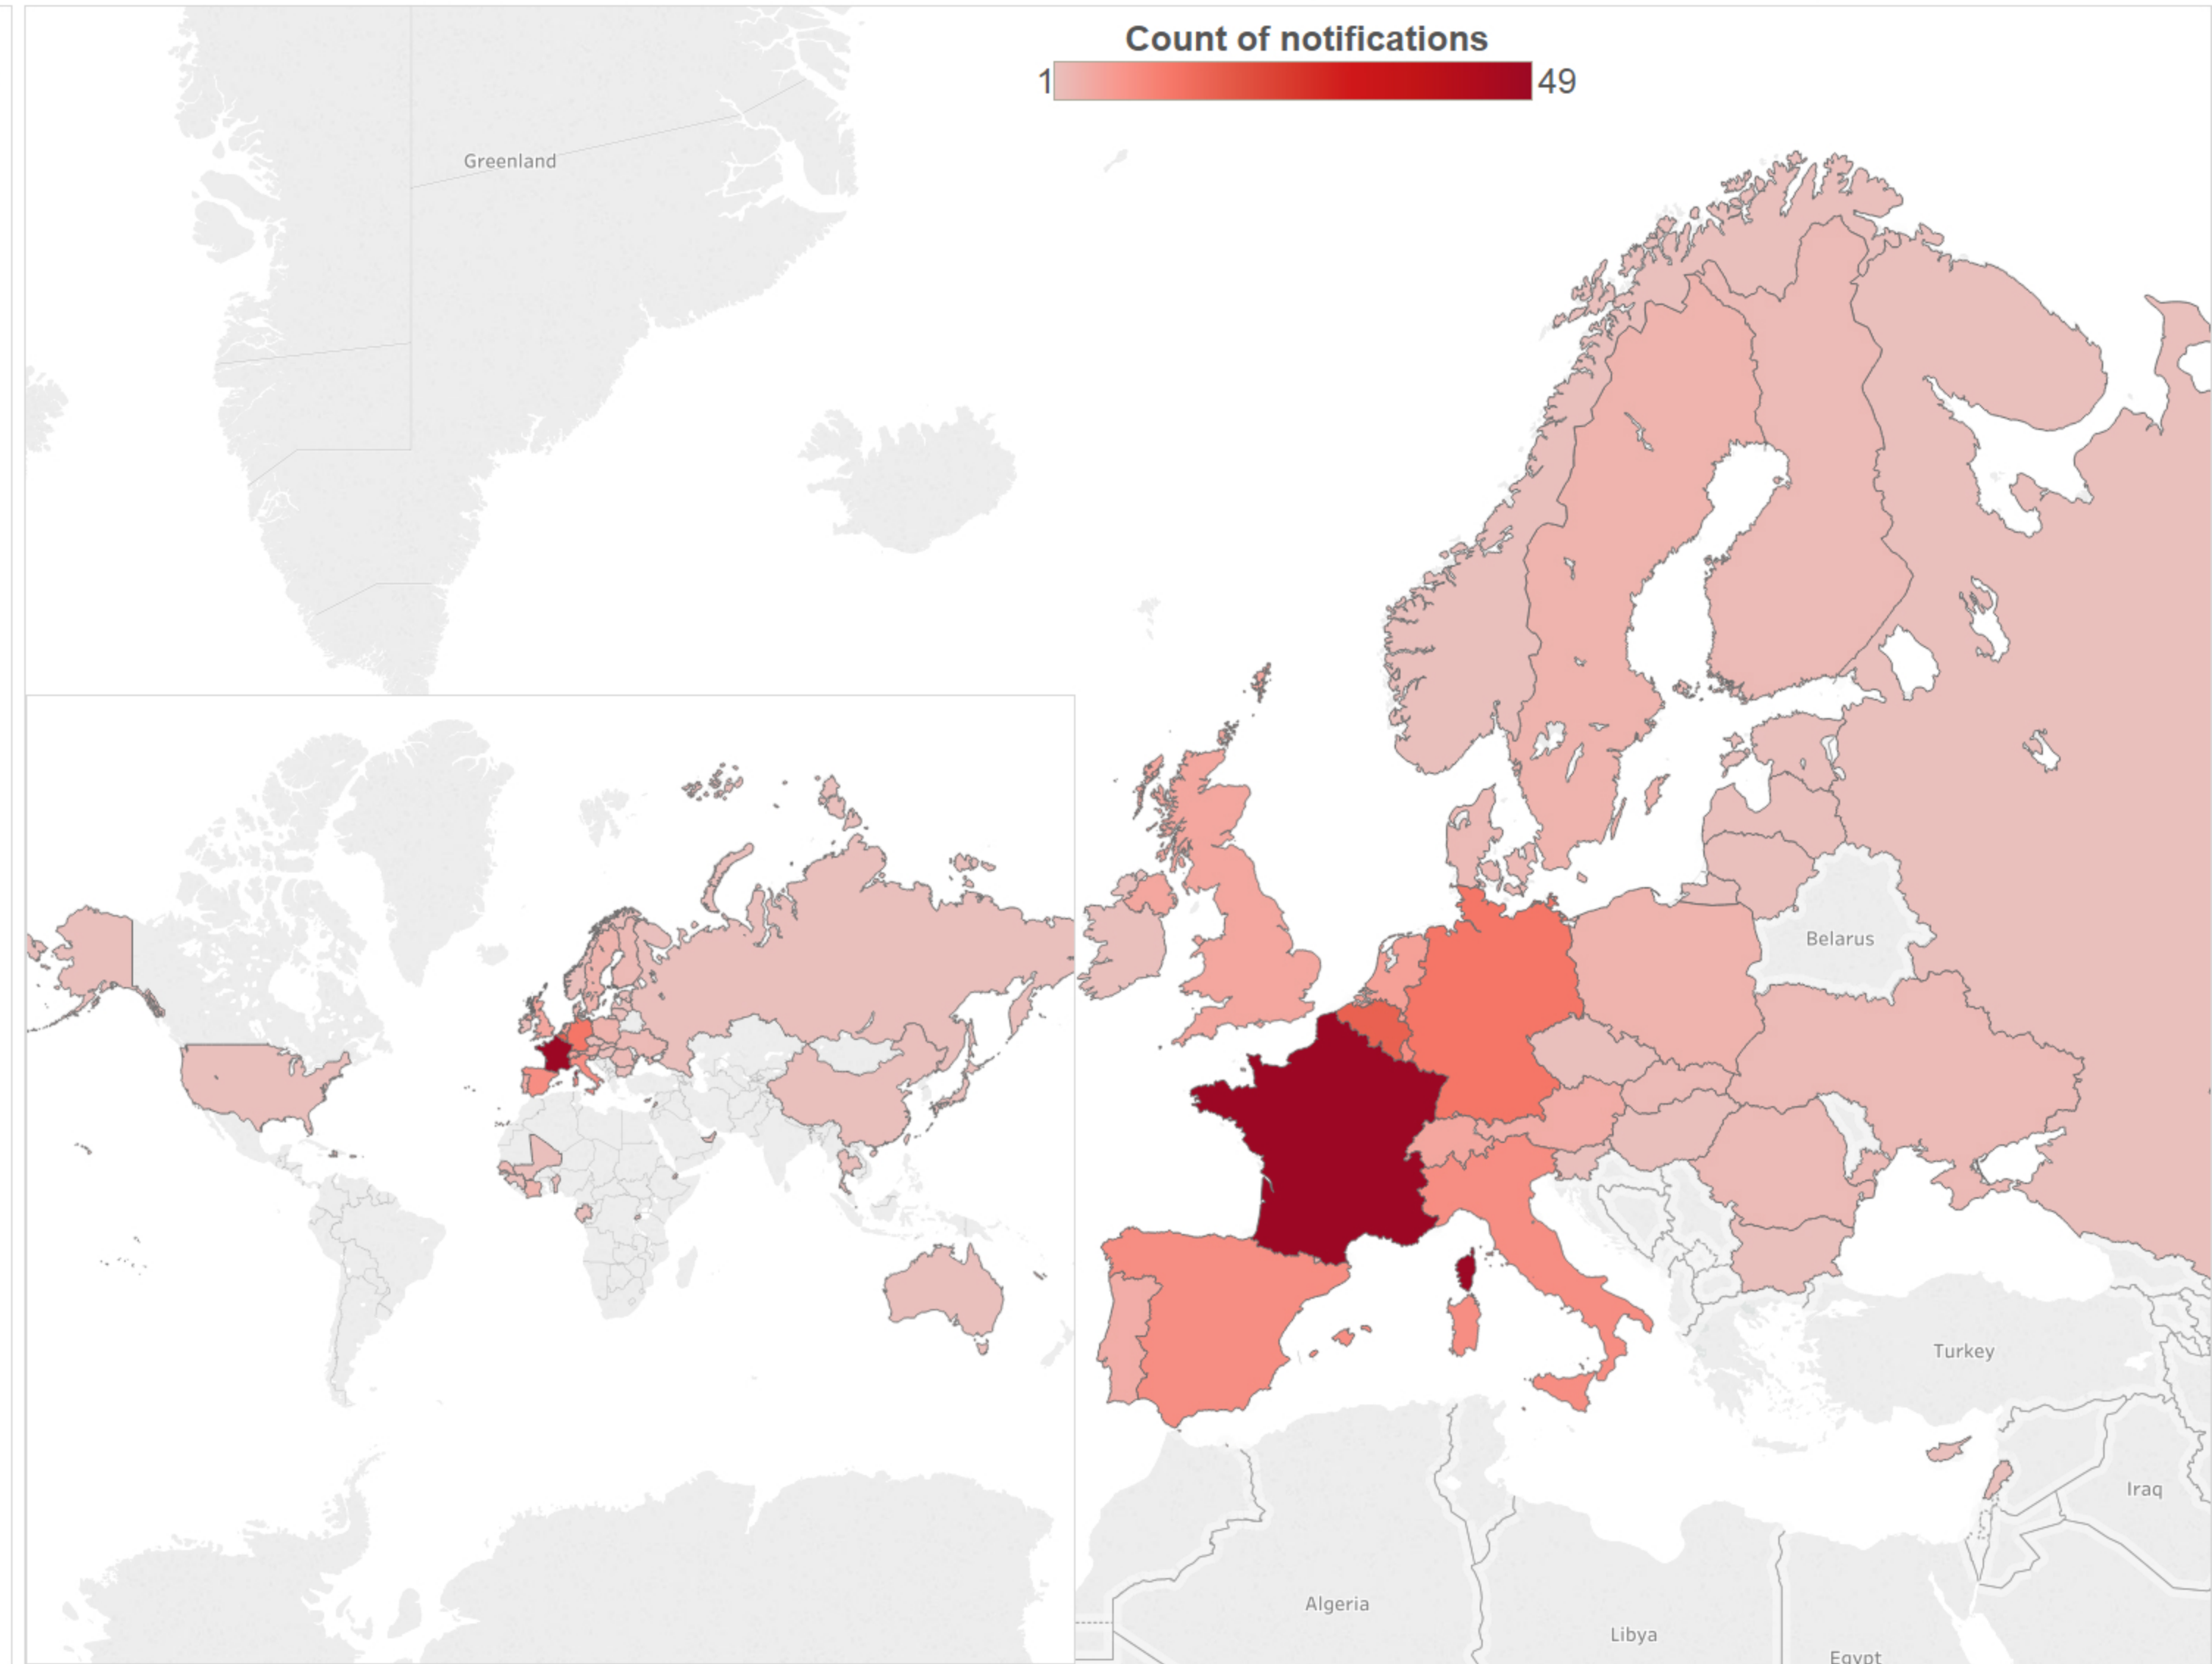 Count of notifications
1 49
Greenland
Belarus
Turkey
Iraq
Algeria
Libya
Egypt